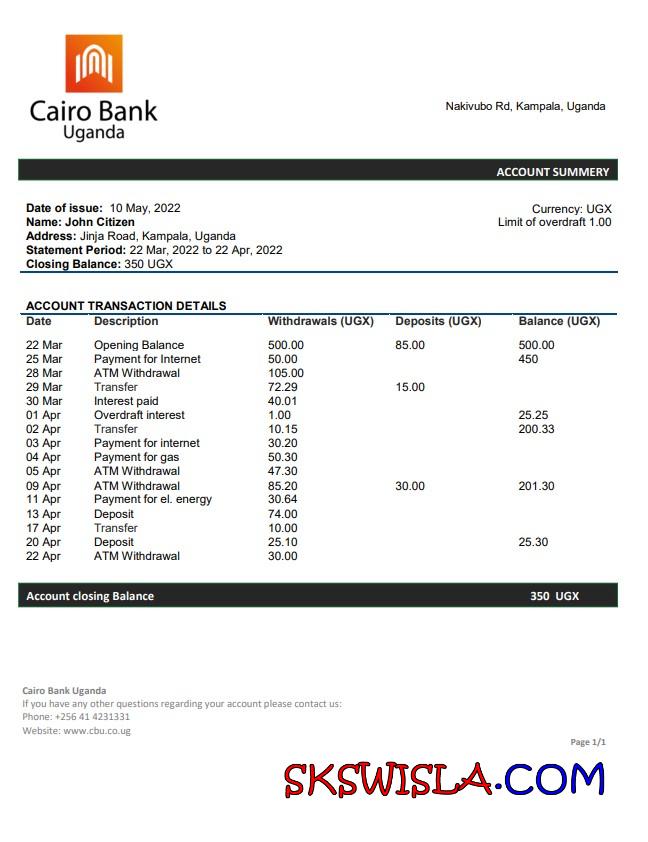 Cairo Bank
Uganda
Nakivubo Rd, Kampala, Uganda
ACCOUNT SUMMERY
Date of issue: 10 May, 2022
Currency: UGX
Name: John Citizen
Limit of overdraft 1.00
Address: Jinja Road, Kampala, Uganda
Statement Period: 22 Mar, 2022 to 22 Apr, 2022
Closing Balance: 350 UGX
ACCOUNT TRANSACTION DETAILS
Date Description Withdrawals (UGX) Deposits (UGX) Balance (UGX)
22 Mar Opening Balance 500.00 85.00 500.00
25 Mar Payment for Internet 50.00 450
28 Mar ATM Withdrawal 105.00
29 Mar Transfer 72.29 15.00
30 Mar Interest paid 40.01
01 Apr Overdraft interest 1.00 25.25
02 Apr Transfer 10.15 200.33
03 Apr Payment for internet 30.20
04 Apr Payment for gas 50.30
05 Apr ATM Withdrawal 47.30
09 Apr ATM Withdrawal 85.20 30.00 201.30
11 Apr Payment for el. energy 30.64
13 Apr Deposit 74.00
17 Apr Transfer 10.00
20 Apr Deposit 25.10 25.30
22 Apr ATM Withdrawal 30.00
Account closing Balance 350 UGX
Cairo Bank Uganda
If you have any other questions regarding your account please contact us:
Phone: +256 41 4231331
Website: www.cbu.co.ug
Page 1/1
SKSWISLA.COM